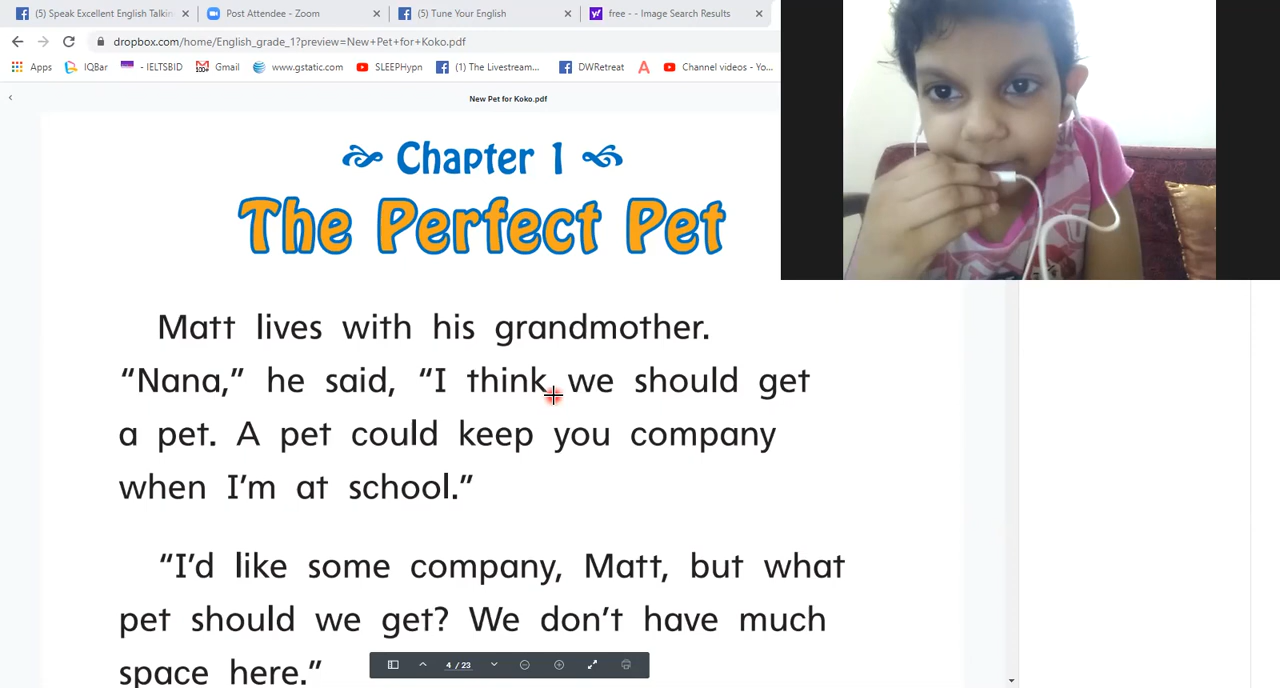 (5) Speak Excellent English Talkin
Post Attendee - Zoom
(5) Tune Your English
free - - Image Search Results
dropbox.com/home/English_grade_1?preview=New+Pet+for+Koko.pdf
Apps
IQBar
- IELTSBID
Gmail
www.gstatic.com
SLEEPHypn
(1) The Livestream...
DWRetreat
Channel videos - Yo...
New Pet for Koko.pdf
Chapter 1
The Perfect Pet
Matt lives with his grandmother.
“Nana,” he said, “I think we should get
a pet. A pet could keep you company
when I’m at school.”
“I’d like some company, Matt, but what
pet should we get? We don’t have much
space here.”
4 / 23